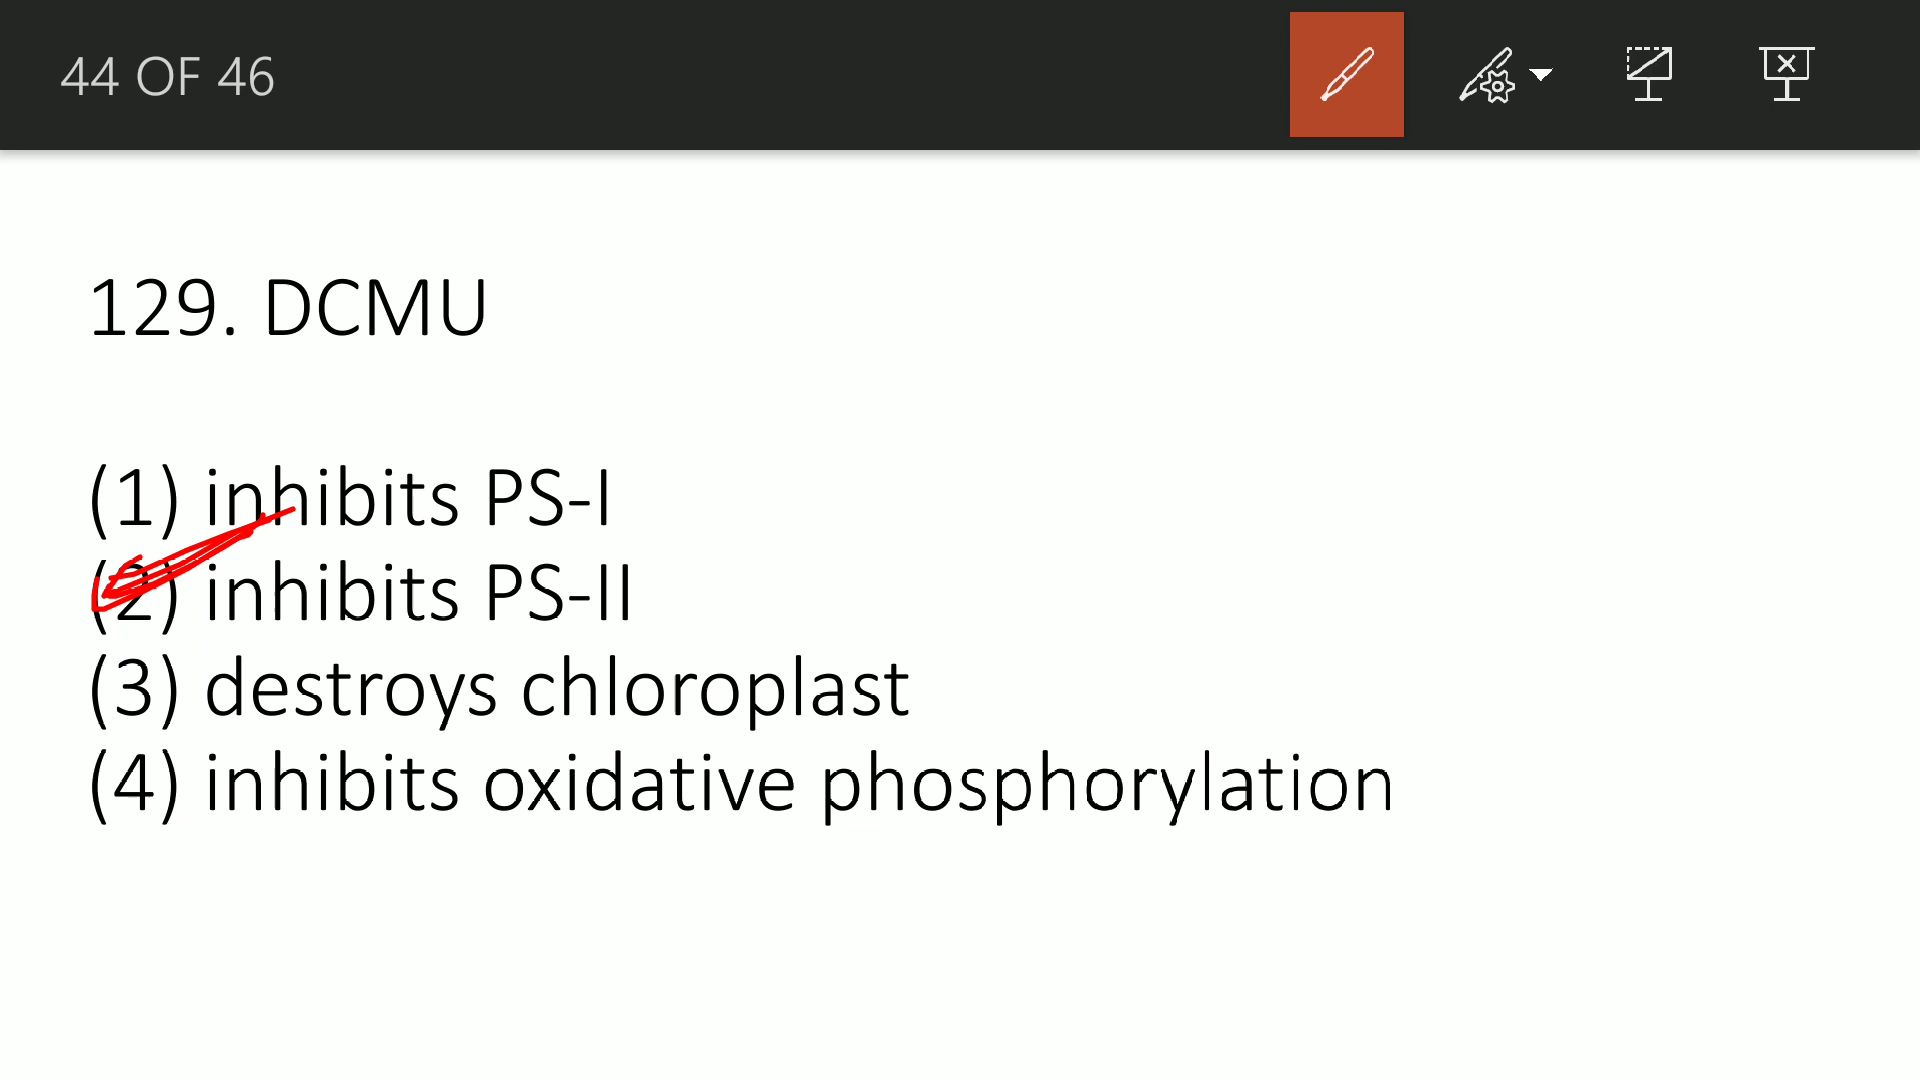 44 OF 46
129. DCMU
(1) inhibits PS-I
(2) inhibits PS-II
(3) destroys chloroplast
(4) inhibits oxidative phosphorylation